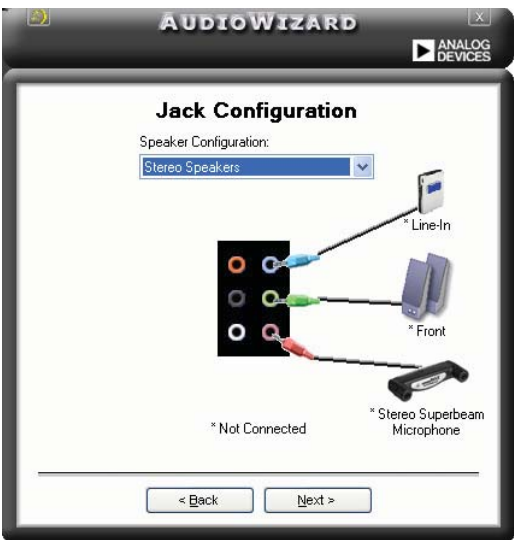 AUDIOWIZARD
X
ANALOG
DEVICES
Jack Configuration
Speaker Configuration:
Stereo Speakers
* Line-In
* Front
* Stereo Superbeam
Microphone
* Not Connected
< Back
Next >